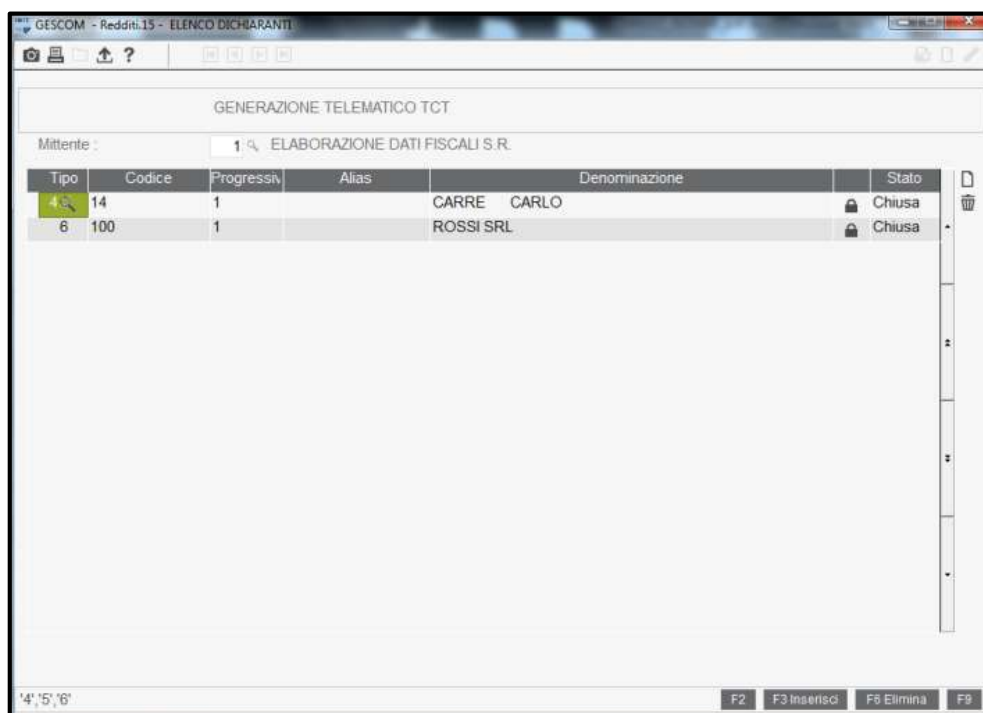 GESCOM - Redditi.15 - ELENCO DICHIARANTI
?
GENERAZIONE TELEMATICO TCT
Mittente : 1 ELABORAZIONE DATI FISCALI S.R.
Tipo Codice Progressiv Alias Denominazione Stato
4 14 1 CARRE CARLO Chiusa
6 100 1 ROSSI SRL Chiusa
'4','5','6' F2 F3 Inserisci F6 Elimina F9